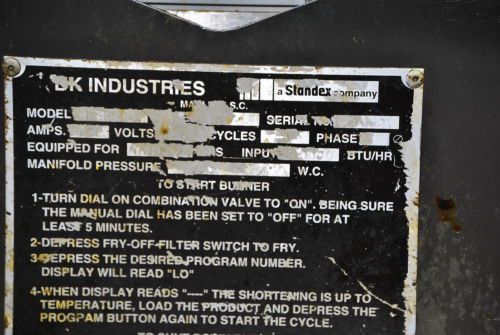 BK INDUSTRIES a Standex company
S.C.
MODEL SERIAL NO.
AMPS. VOLTS CYCLES PHASE Ø
EQUIPPED FOR GAS INPUT BTU/HR
MANIFOLD PRESSURE W.C.
TO START BURNER
1-TURN DIAL ON COMBINATION VALVE TO "ON". BEING SURE
THE MANUAL DIAL HAS BEEN SET TO "OFF" FOR AT
LEAST 5 MINUTES.
2-DEPRESS FRY-OFF-FILTER SWITCH TO FRY.
3-DEPRESS THE DESIRED PROGRAM NUMBER.
DISPLAY WILL READ "LO"
4-WHEN DISPLAY READS "----" THE SHORTENING IS UP TO
TEMPERATURE, LOAD THE PRODUCT AND DEPRESS THE
PROGRAM BUTTON AGAIN TO START THE CYCLE.